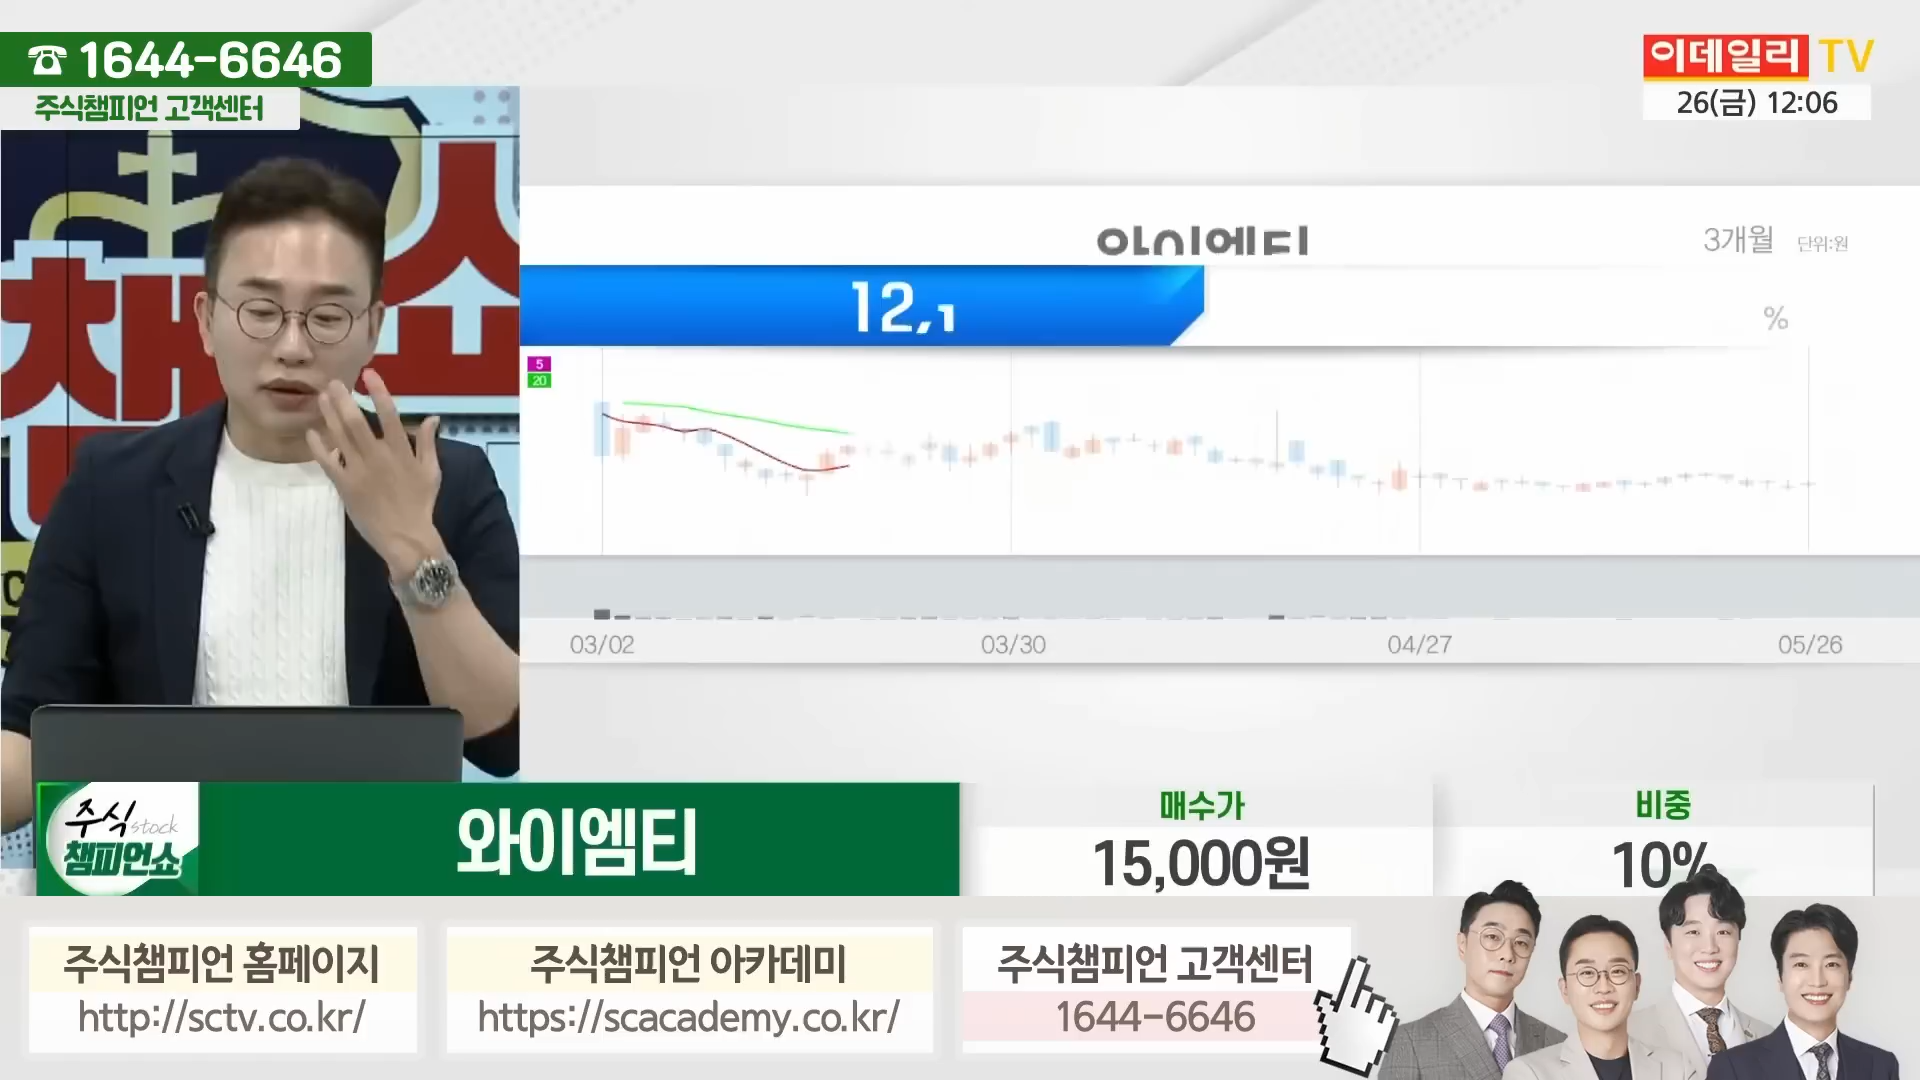 ☎ 1644-6646
주식챔피언 고객센터
이데일리 TV
26(금) 12:06
3개월 단위:원
12,1
%
5
20
03/02 03/30 04/27 05/26
주식 stock
챔피언쇼
와이엠티
매수가
15,000원
비중
10%
주식챔피언 홈페이지
http://sctv.co.kr/
주식챔피언 아카데미
https://scacademy.co.kr/
주식챔피언 고객센터
1644-6646